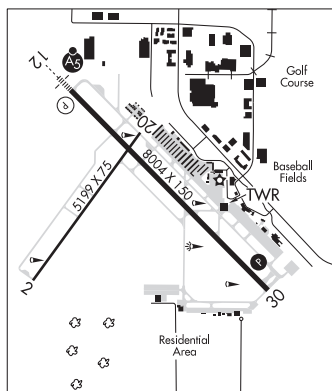 A5
12
Golf
Course
P
20
5199 X 75
8004 X 150
Baseball
Fields
TWR
P
2
30
Residential
Area